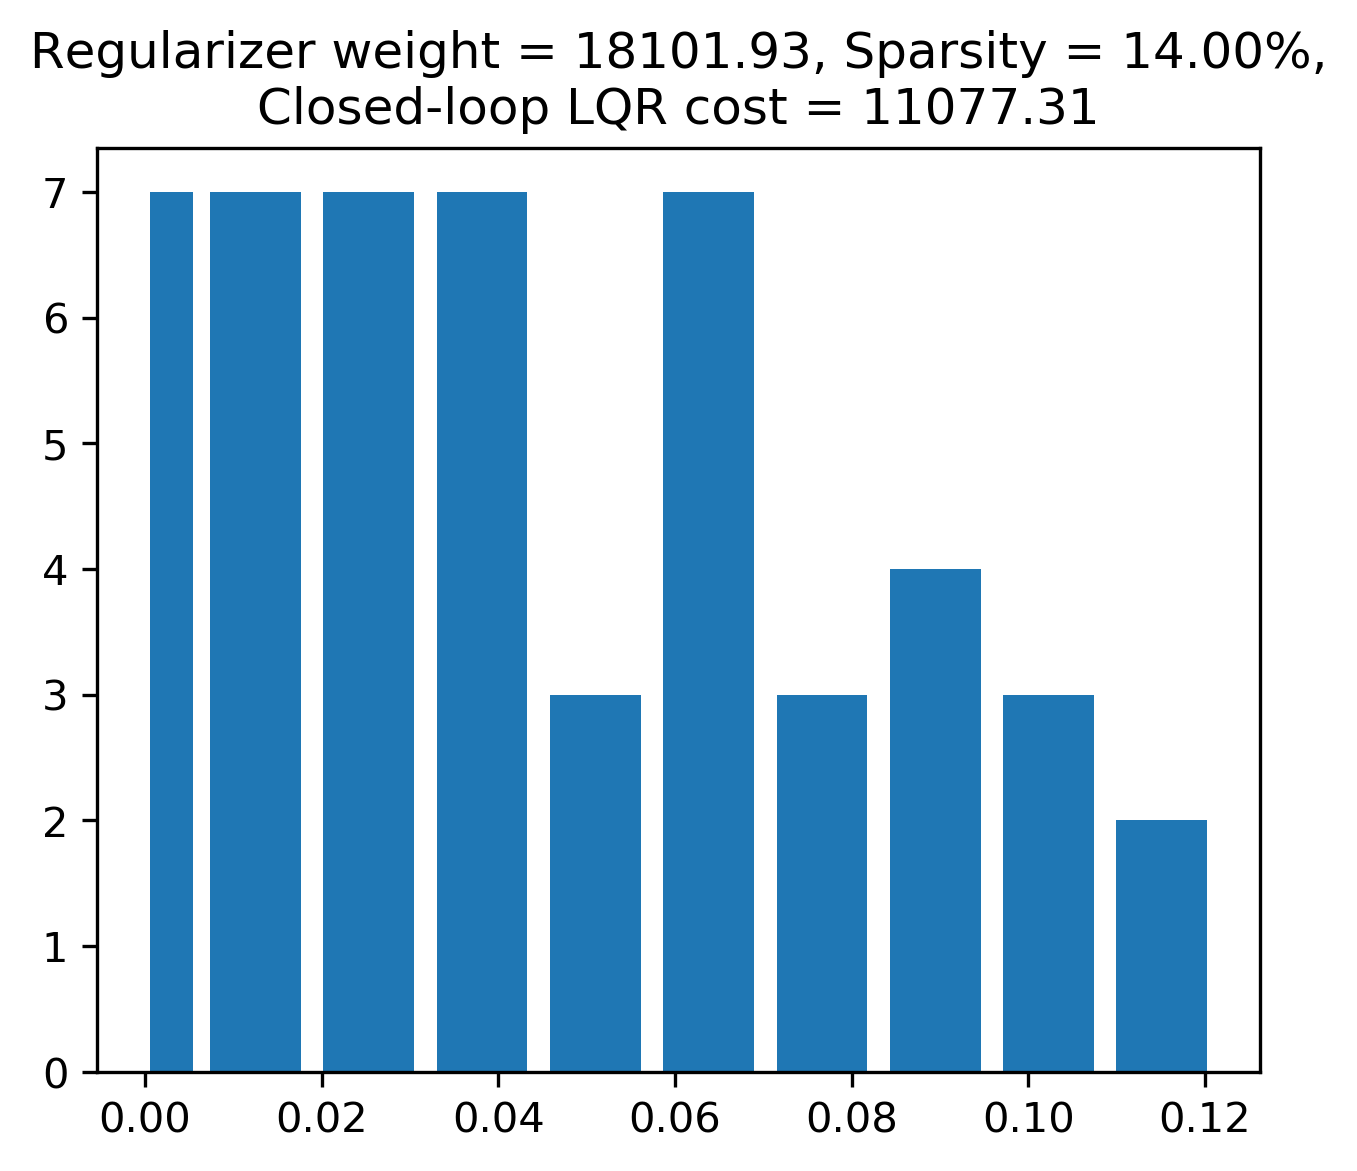 Regularizer weight = 18101.93, Sparsity = 14.00%,
Closed-loop LQR cost = 11077.31
7
6
5
4
3
2
1
0
0.00 0.02 0.04 0.06 0.08 0.10 0.12